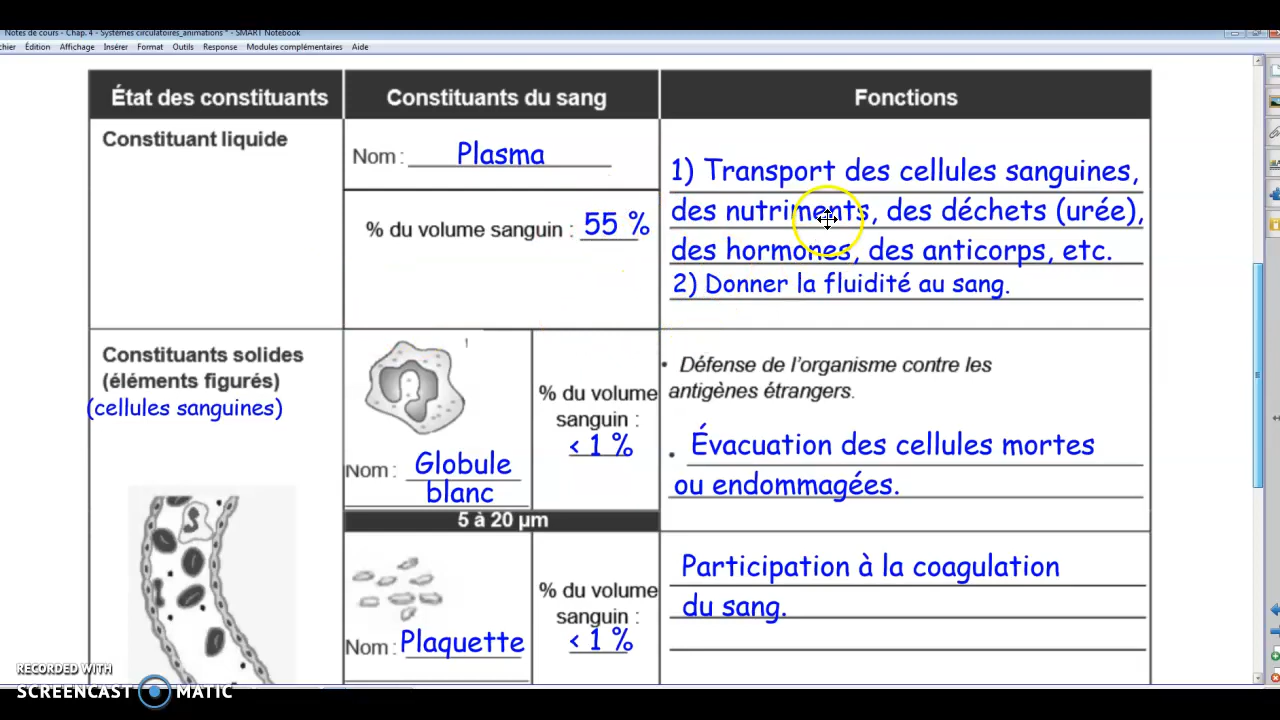 Notes de cours - Chap. 4 - Systèmes circulatoires_animations * - SMART Notebook
chier Édition Affichage Insérer Format Outils Response Modules complémentaires Aide
État des constituants Constituants du sang Fonctions
Constituant liquide
Nom : Plasma
% du volume sanguin : 55 %
1) Transport des cellules sanguines,
des nutriments, des déchets (urée),
des hormones, des anticorps, etc.
2) Donner la fluidité au sang.
Constituants solides
(éléments figurés)
(cellules sanguines)
Nom : Globule
blanc
% du volume
sanguin :
< 1 %
• Défense de l'organisme contre les
antigènes étrangers.
• Évacuation des cellules mortes
ou endommagées.
5 à 20 µm
Nom : Plaquette
% du volume
sanguin :
< 1 %
Participation à la coagulation
du sang.
RECORDED WITH
SCREENCAST MATIC